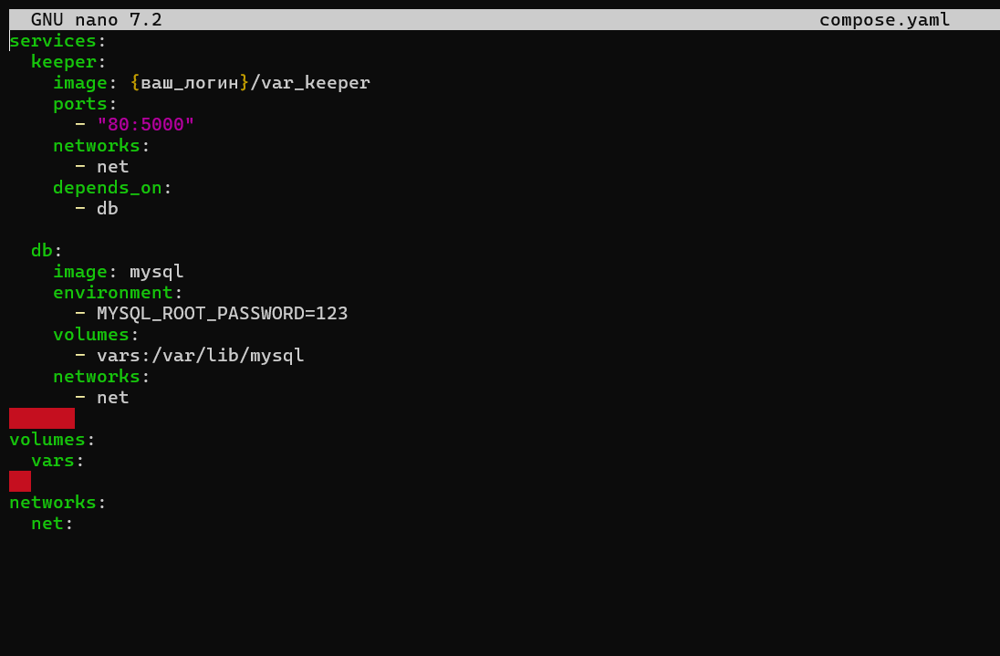 GNU nano 7.2 compose.yaml
services:
  keeper:
    image: {ваш_логин}/var_keeper
    ports:
      - "80:5000"
    networks:
      - net
    depends_on:
      - db

  db:
    image: mysql
    environment:
      - MYSQL_ROOT_PASSWORD=123
    volumes:
      - vars:/var/lib/mysql
    networks:
      - net

volumes:
  vars:

networks:
  net: